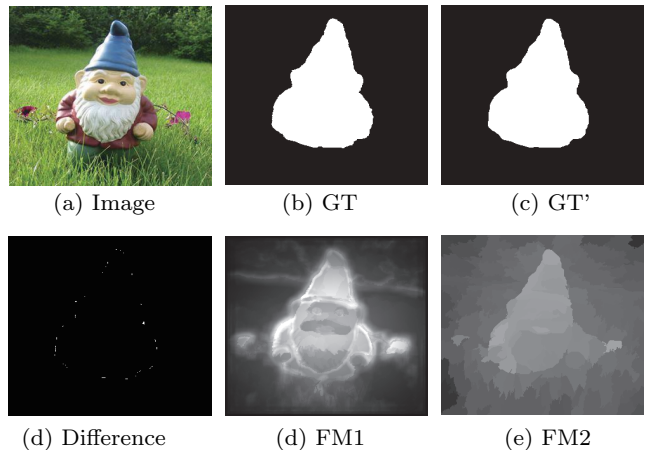 (a) Image
(b) GT
(c) GT'
(d) Difference
(d) FM1
(e) FM2